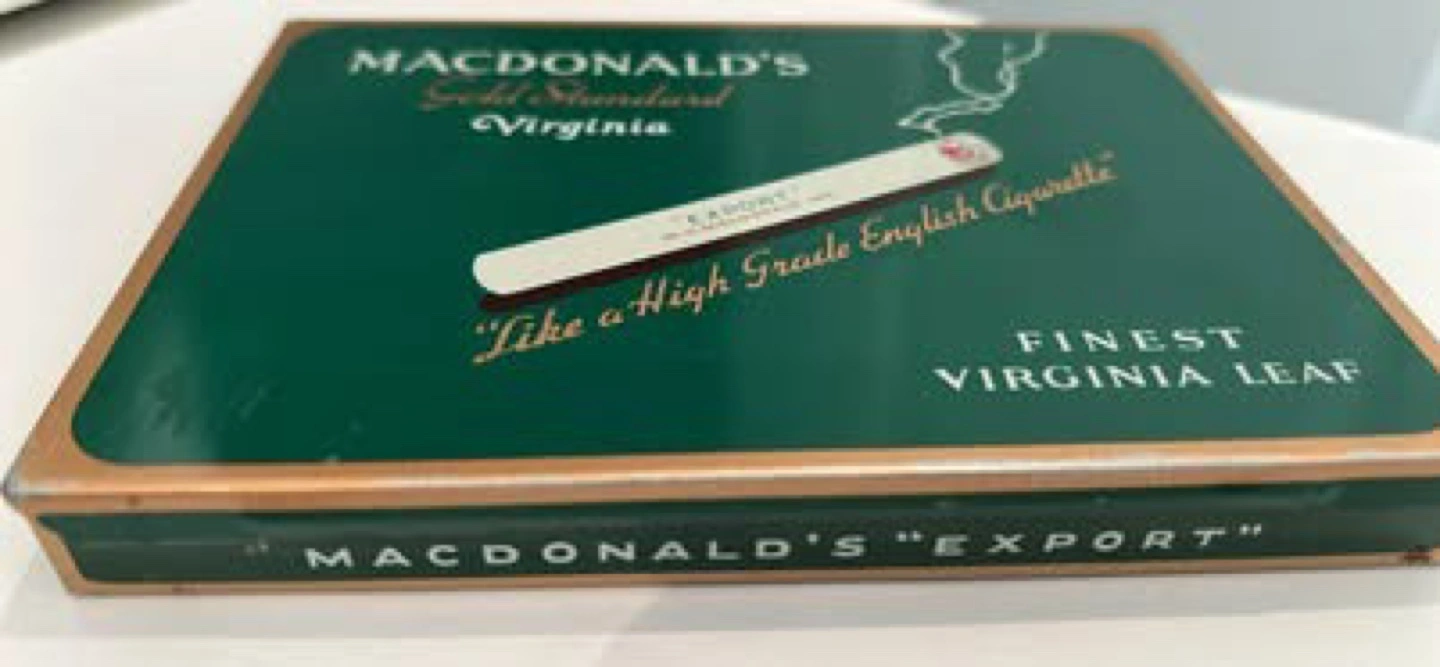 MACDONALD'S
Gold Standard
Virginia
"EXPORT"
"Like a High Grade English Cigarette"
FINEST
VIRGINIA LEAF
MACDONALD'S "EXPORT"